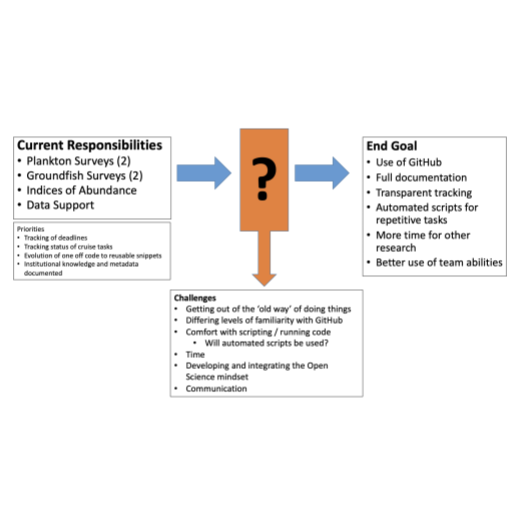 Current Responsibilities
• Plankton Surveys (2)
• Groundfish Surveys (2)
• Indices of Abundance
• Data Support
Priorities
• Tracking of deadlines
• Tracking status of cruise tasks
• Evolution of one off code to reusable snippets
• Institutional knowledge and metadata
documented
?
End Goal
• Use of GitHub
• Full documentation
• Transparent tracking
• Automated scripts for
repetitive tasks
• More time for other
research
• Better use of team abilities
Challenges
• Getting out of the 'old way' of doing things
• Differing levels of familiarity with GitHub
• Comfort with scripting / running code
• Will automated scripts be used?
• Time
• Developing and integrating the Open
Science mindset
• Communication